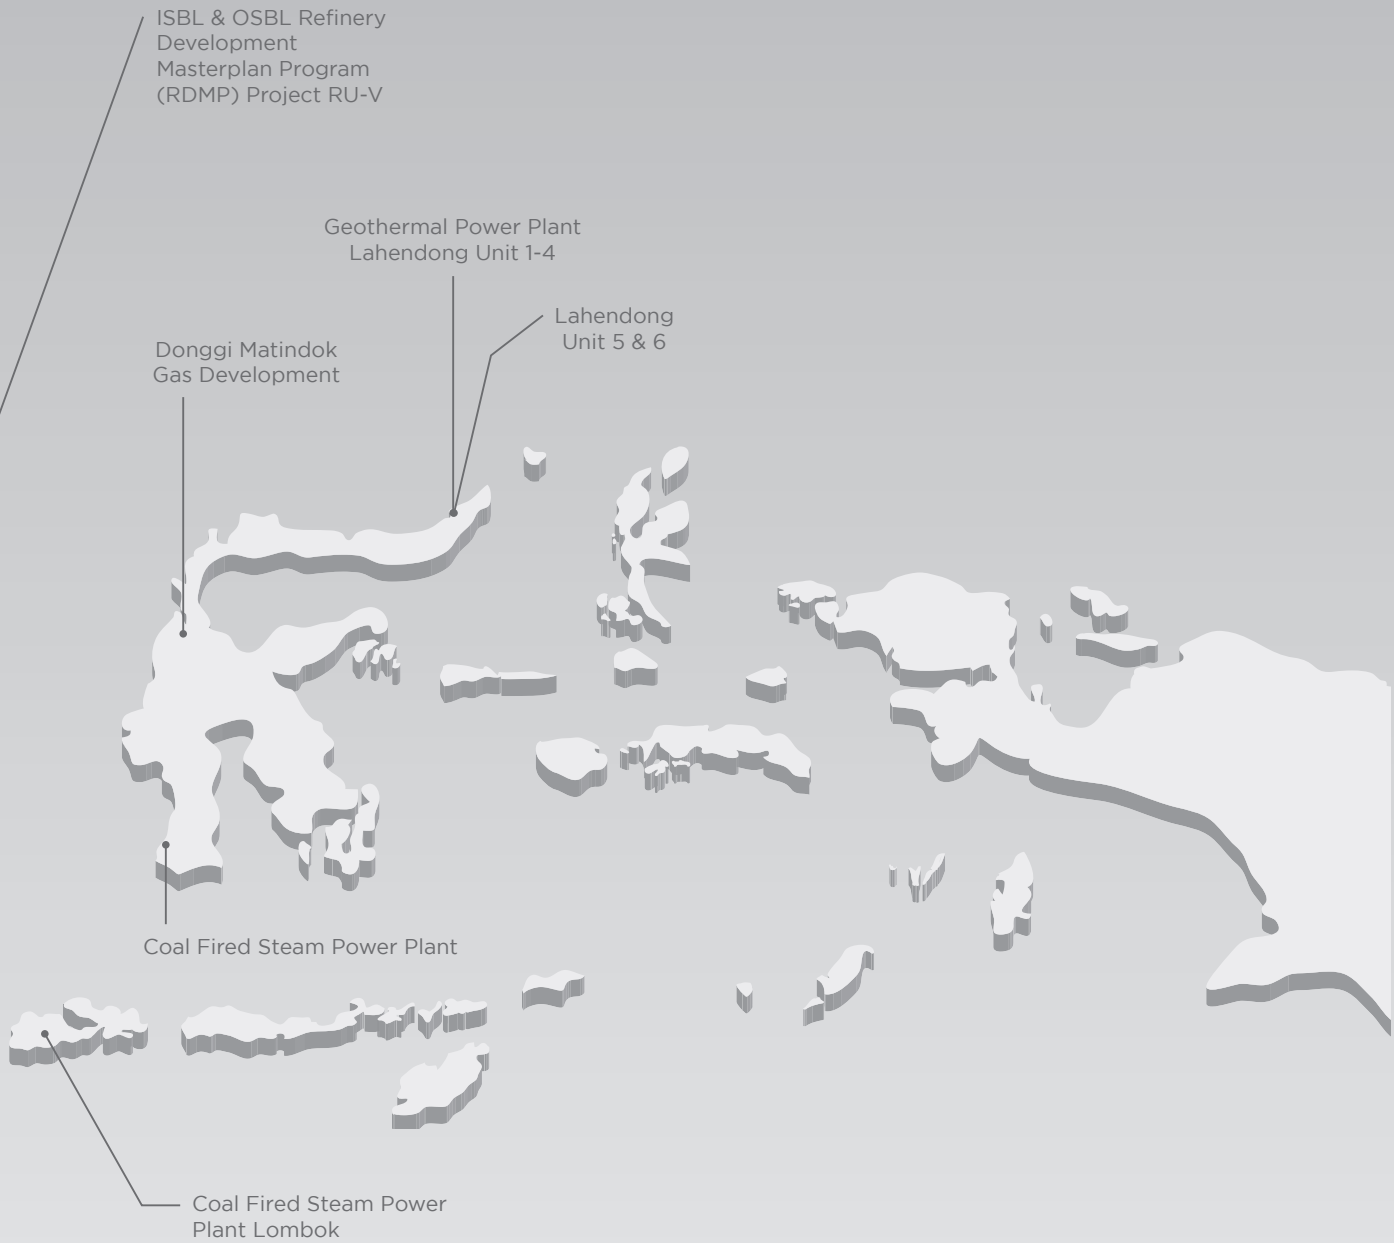 ISBL & OSBL Refinery
Development
Masterplan Program
(RDMP) Project RU-V
Geothermal Power Plant
Lahendong Unit 1-4
Lahendong
Unit 5 & 6
Donggi Matindok
Gas Development
Coal Fired Steam Power Plant
Coal Fired Steam Power
Plant Lombok